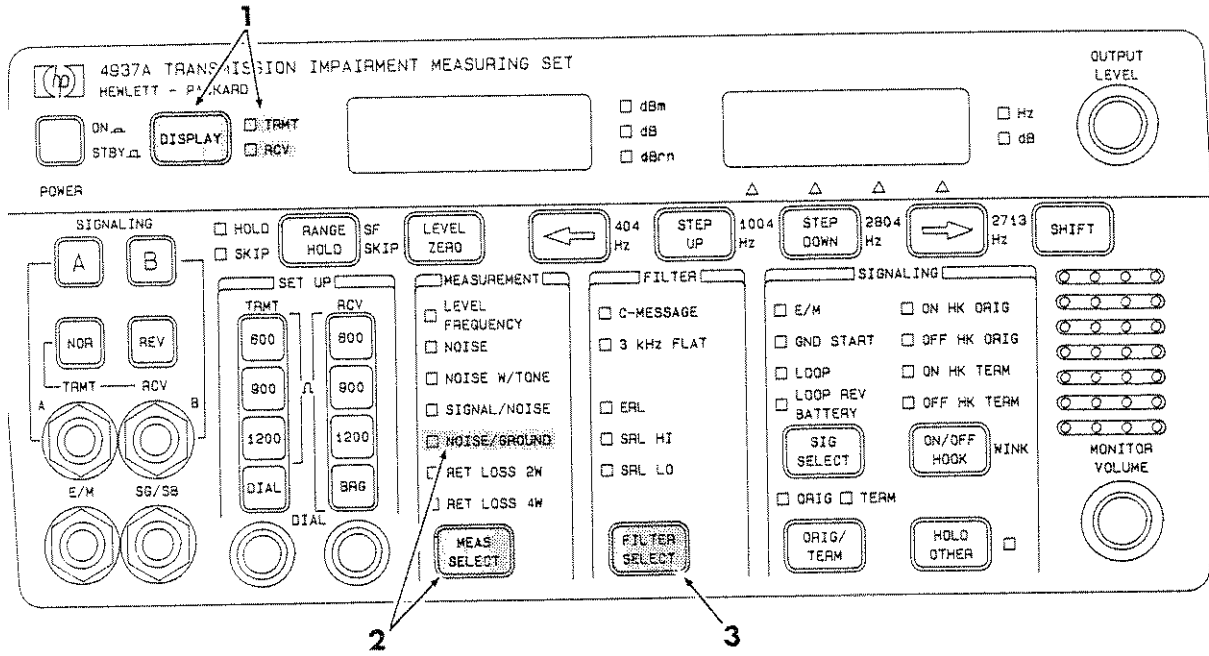 1
hp
4937A TRANSMISSION IMPAIRMENT MEASURING SET
HEWLETT - PACKARD
OUTPUT
LEVEL
ON
STBY
DISPLAY
TRMT
RCV
dBm
dB
dBrn
Hz
dB
POWER
SIGNALING
A
B
HOLD
SKIP
RANGE
HOLD
SF
SKIP
LEVEL
ZERO
404
Hz
STEP
UP
1004
Hz
STEP
DOWN
2804
Hz
2713
Hz
SHIFT
SET UP
TRMT
RCV
NOR
REV
TRMT
RCV
A
B
600
600
900
Ω
900
1200
1200
DIAL
BRG
DIAL
E/M
SG/SB
MEASUREMENT
LEVEL
FREQUENCY
NOISE
NOISE W/TONE
SIGNAL/NOISE
NOISE/GROUND
RET LOSS 2W
RET LOSS 4W
MEAS
SELECT
FILTER
C-MESSAGE
3 kHz FLAT
ERL
SRL HI
SRL LO
FILTER
SELECT
SIGNALING
E/M
ON HK ORIG
GND START
OFF HK ORIG
LOOP
ON HK TERM
LOOP REV
BATTERY
OFF HK TERM
SIG
SELECT
ON/OFF
HOOK
WINK
ORIG
TERM
ORIG/
TERM
HOLD
OTHER
MONITOR
VOLUME
2
3